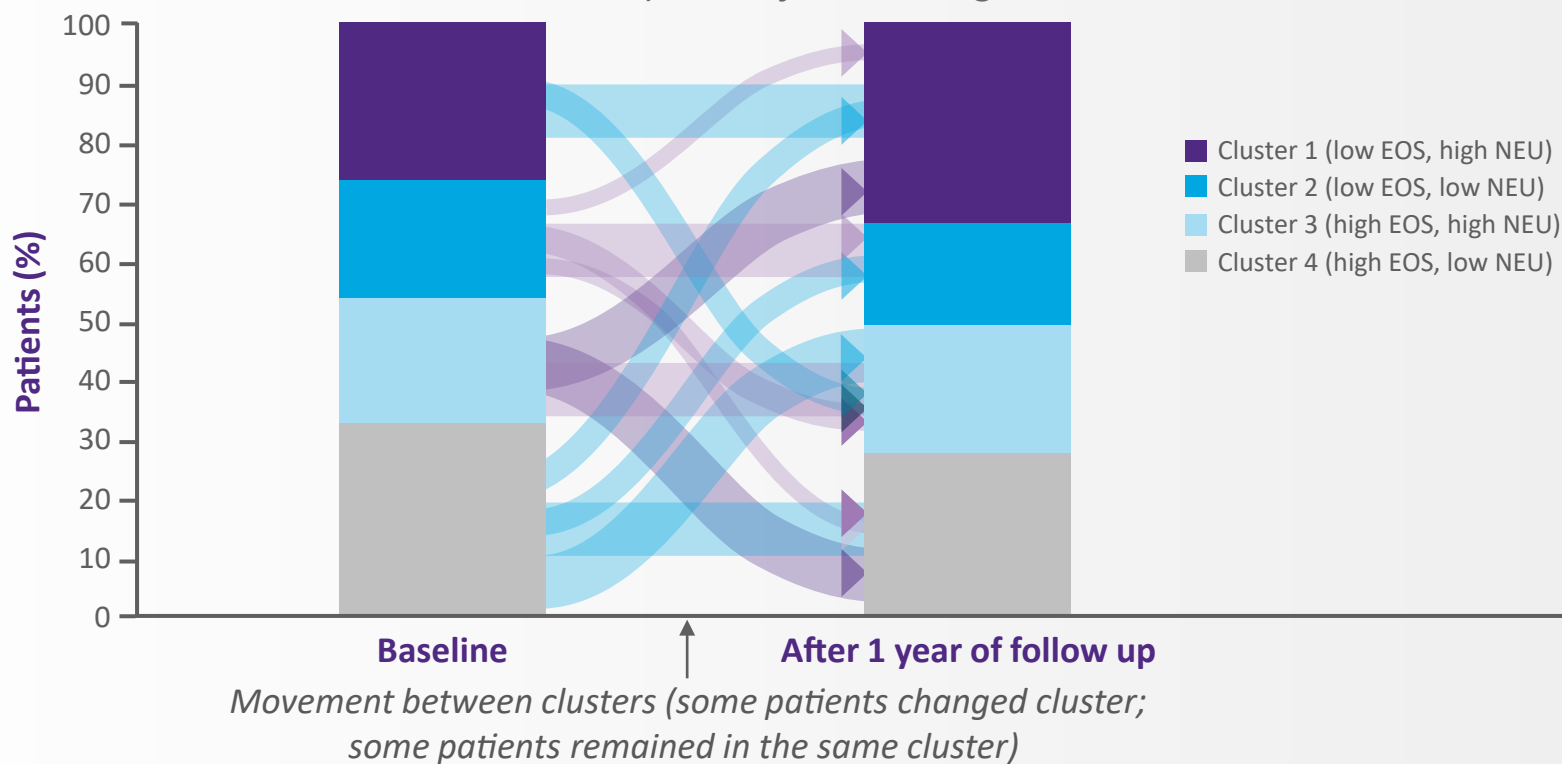 100
90
80
70
60
50
40
30
20
10
0
Patients (%)
Cluster 1 (low EOS, high NEU)
Cluster 2 (low EOS, low NEU)
Cluster 3 (high EOS, high NEU)
Cluster 4 (high EOS, low NEU)
Baseline
After 1 year of follow up
Movement between clusters (some patients changed cluster;
some patients remained in the same cluster)